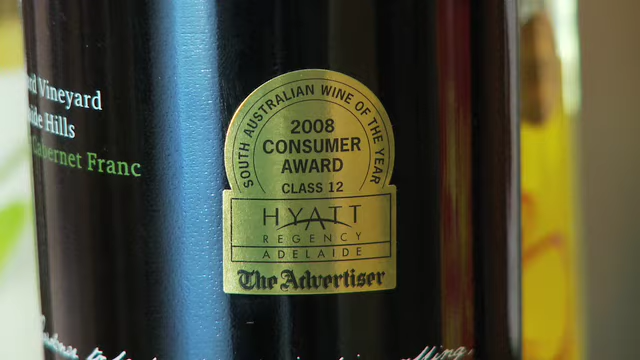 Vineyard
Hills
Cabernet Franc
SOUTH AUSTRALIAN WINE OF THE YEAR
2008
CONSUMER
AWARD
CLASS 12
HYATT
REGENCY
ADELAIDE
The Advertiser